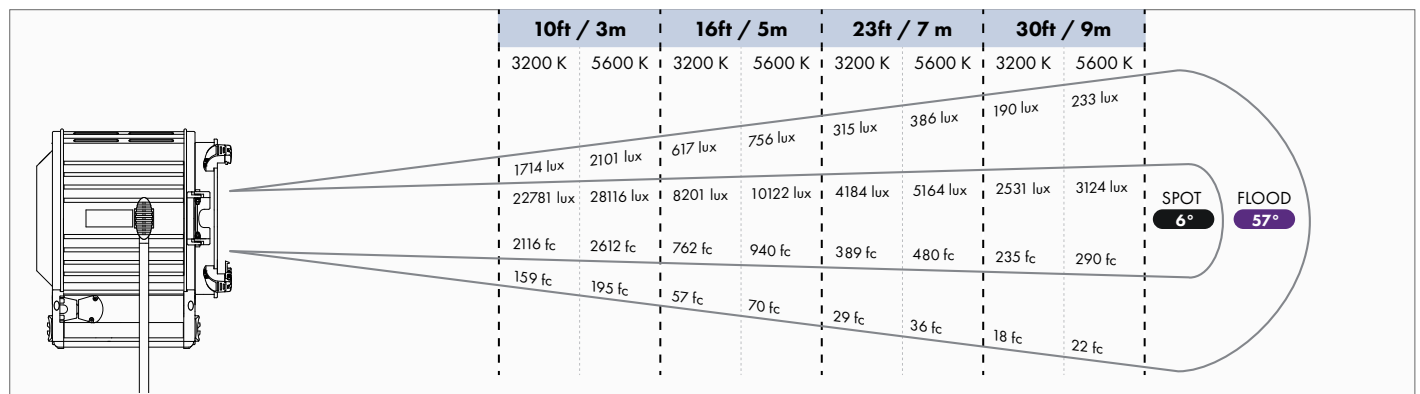 10ft / 3m 16ft / 5m 23ft / 7 m 30ft / 9m
3200 K 5600 K 3200 K 5600 K 3200 K 5600 K 3200 K 5600 K
1714 lux 2101 lux 617 lux 756 lux 315 lux 386 lux 190 lux 233 lux
22781 lux 28116 lux 8201 lux 10122 lux 4184 lux 5164 lux 2531 lux 3124 lux
SPOT FLOOD
6° 57°
2116 fc 2612 fc 762 fc 940 fc 389 fc 480 fc 235 fc 290 fc
159 fc 195 fc 57 fc 70 fc 29 fc 36 fc 18 fc 22 fc